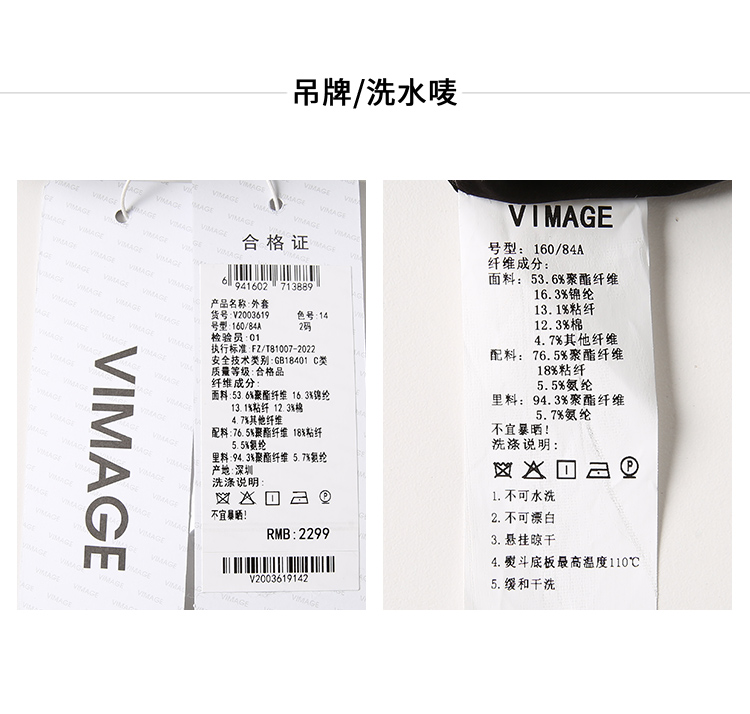 吊牌/洗水唛
VIMAGE
合格证
6 941602 713889
产品名称:外套
货号:V2003619 色号:14
号型:160/84A 2码
检验员:01
执行标准:FZ/T81007-2022
安全技术类别:GB18401 C类
质量等级:合格品
纤维成分:
面料:53.6%聚酯纤维 16.3%锦纶
13.1%粘纤 12.3%棉
4.7%其他纤维
配料:76.5%聚酯纤维 18%粘纤
5.5%氨纶
里料:94.3%聚酯纤维 5.7%氨纶
产地:深圳
洗涤说明:
不宜暴晒!
RMB:2299
V2003619142
VIMAGE
号型:160/84A
纤维成分:
面料:53.6%聚酯纤维
16.3%锦纶
13.1%粘纤
12.3%棉
4.7%其他纤维
配料:76.5%聚酯纤维
18%粘纤
5.5%氨纶
里料:94.3%聚酯纤维
5.7%氨纶
不宜暴晒!
洗涤说明:
P
1.不可水洗
2.不可漂白
3.悬挂晾干
4.熨斗底板最高温度110℃
5.缓和干洗